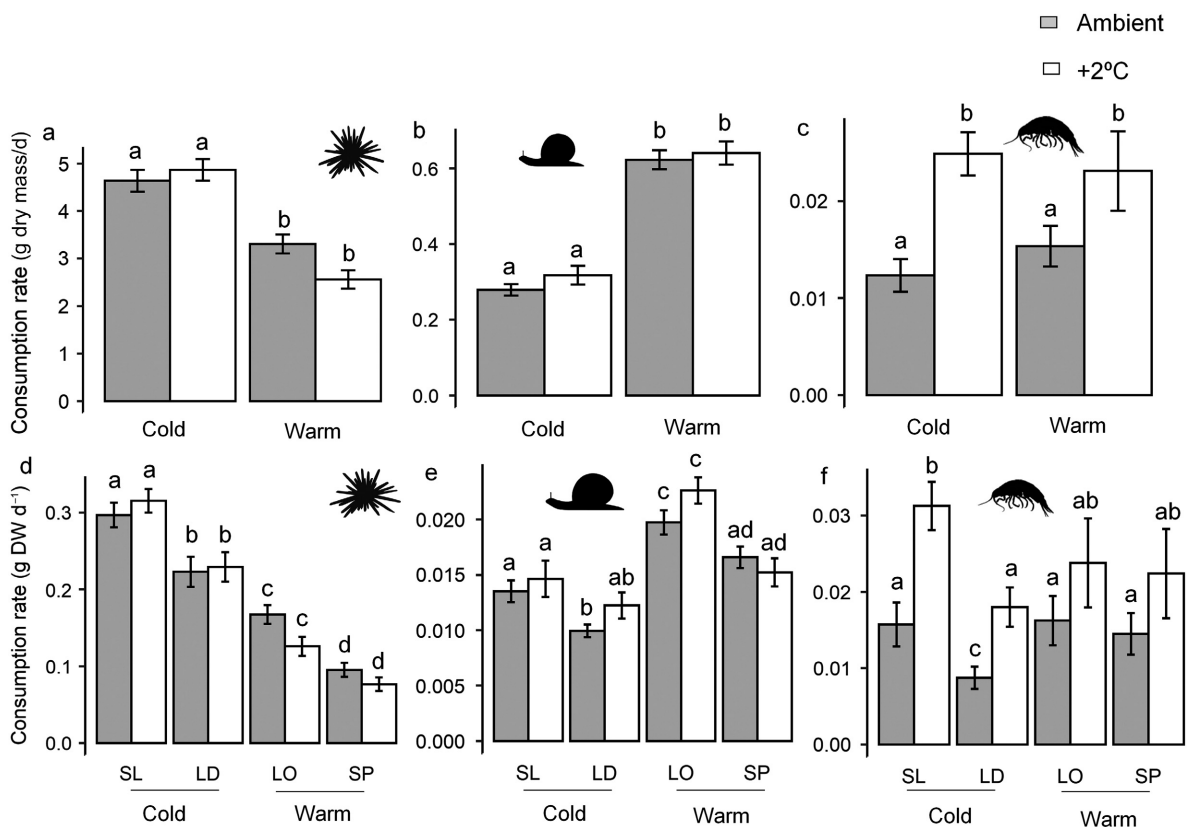 Ambient
+2ºC
a
b
c
Consumption rate (g dry mass/d)
5
4
3
2
1
0
a a b b
Cold Warm
0.6
0.4
0.2
0.0
a a b b
Cold Warm
0.02
0.01
0.00
a b a b
Cold Warm
d
e
f
Consumption rate (g DW d⁻¹)
0.3
0.2
0.1
0.0
a a b b c c d d
SL LD LO SP
Cold Warm
0.020
0.015
0.010
0.005
0.000
a a b ab c c ad ad
SL LD LO SP
Cold Warm
0.03
0.02
0.01
0.00
a b c a a ab a ab
SL LD LO SP
Cold Warm